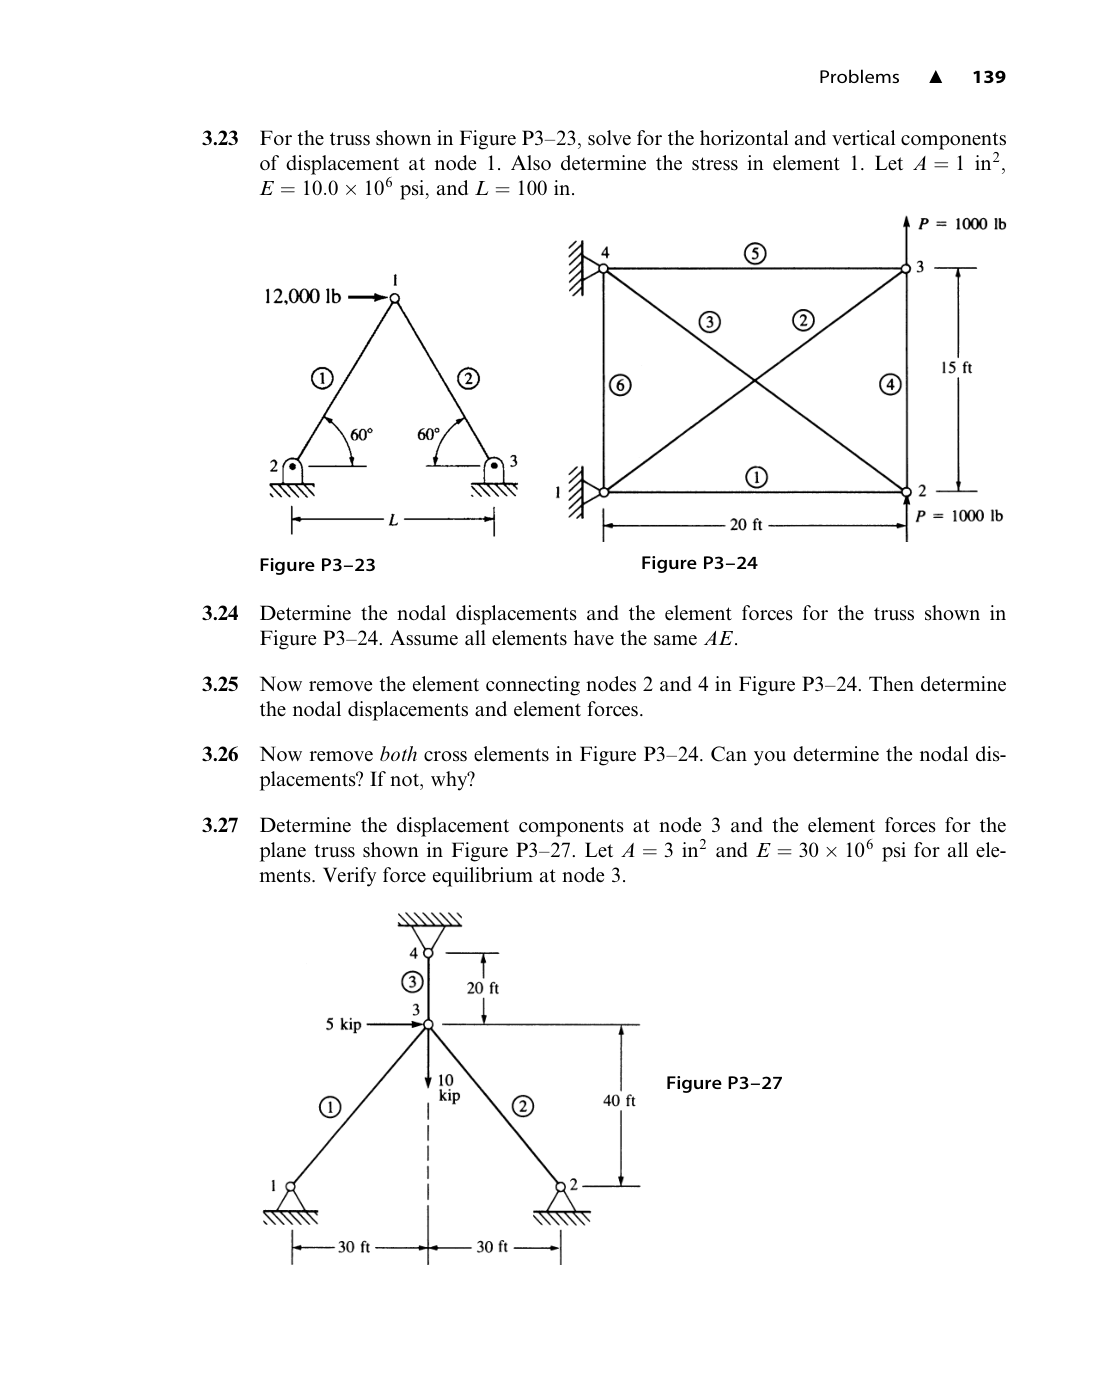 Problems ▲ 139
3.23 For the truss shown in Figure P3–23, solve for the horizontal and vertical components
of displacement at node 1. Also determine the stress in element 1. Let A = 1 in²,
E = 10.0 × 10⁶ psi, and L = 100 in.
1
12,000 lb
① ②
60° 60°
2 3
L
Figure P3–23
P = 1000 lb
4 ⑤ 3
③ ②
15 ft
⑥ ④
1 ① 2
P = 1000 lb
20 ft
Figure P3–24
3.24 Determine the nodal displacements and the element forces for the truss shown in
Figure P3–24. Assume all elements have the same AE.
3.25 Now remove the element connecting nodes 2 and 4 in Figure P3–24. Then determine
the nodal displacements and element forces.
3.26 Now remove both cross elements in Figure P3–24. Can you determine the nodal dis-
placements? If not, why?
3.27 Determine the displacement components at node 3 and the element forces for the
plane truss shown in Figure P3–27. Let A = 3 in² and E = 30 × 10⁶ psi for all ele-
ments. Verify force equilibrium at node 3.
4
③ 20 ft
3
5 kip
10
kip
① ② 40 ft
1 2
30 ft 30 ft
Figure P3–27